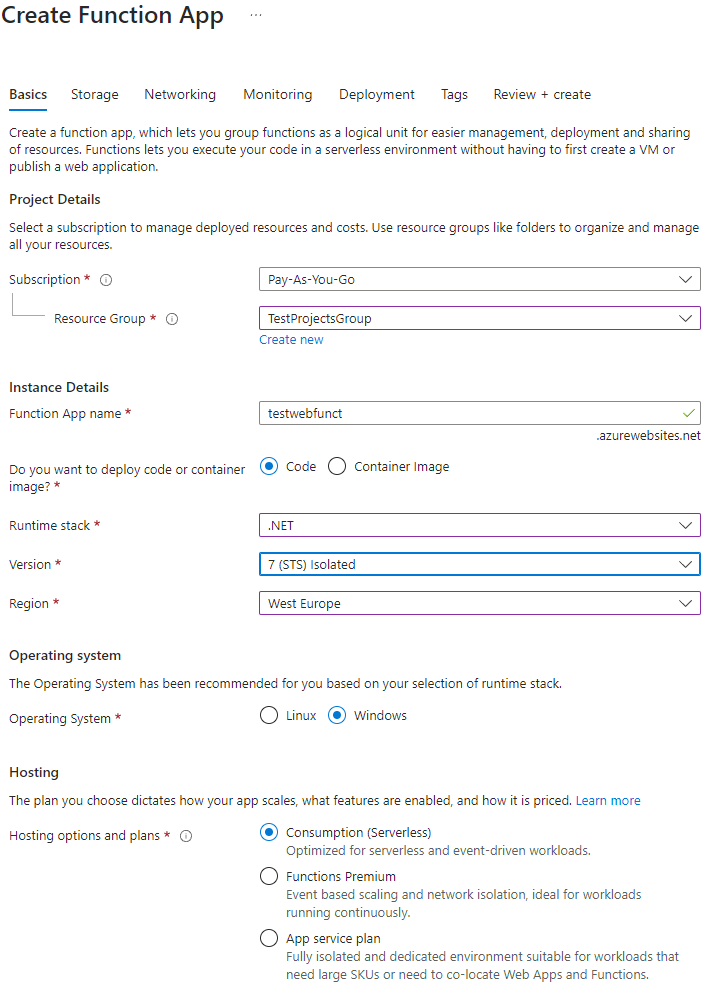 Create Function App ...
Basics Storage Networking Monitoring Deployment Tags Review + create
Create a function app, which lets you group functions as a logical unit for easier management, deployment and sharing
of resources. Functions lets you execute your code in a serverless environment without having to first create a VM or
publish a web application.
Project Details
Select a subscription to manage deployed resources and costs. Use resource groups like folders to organize and manage
all your resources.
Subscription * Pay-As-You-Go
Resource Group * TestProjectsGroup
Create new
Instance Details
Function App name * testwebfunct
.azurewebsites.net
Do you want to deploy code or container
image? *
Code Container Image
Runtime stack * .NET
Version * 7 (STS) Isolated
Region * West Europe
Operating system
The Operating System has been recommended for you based on your selection of runtime stack.
Operating System * Linux Windows
Hosting
The plan you choose dictates how your app scales, what features are enabled, and how it is priced. Learn more
Hosting options and plans * Consumption (Serverless)
Optimized for serverless and event-driven workloads.
Functions Premium
Event based scaling and network isolation, ideal for workloads
running continuously.
App service plan
Fully isolated and dedicated environment suitable for workloads that
need large SKUs or need to co-locate Web Apps and Functions.